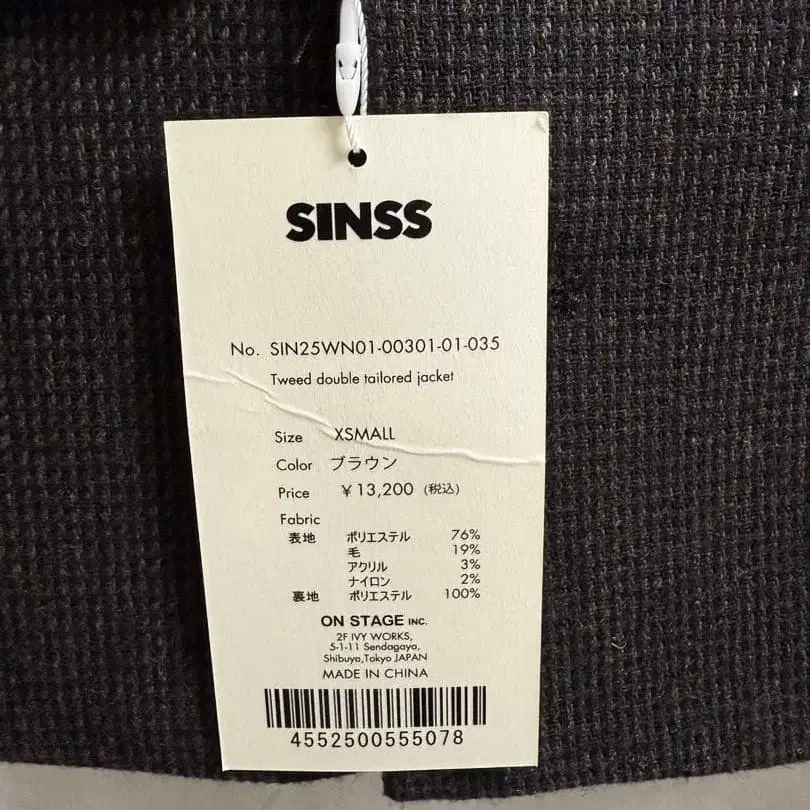 SINSS
No. SIN25WN01-00301-01-035
Tweed double tailored jacket
Size XSMALL
Color ブラウン
Price ￥13,200 (税込)
Fabric
表地 ポリエステル 76%
毛 19%
アクリル 3%
ナイロン 2%
裏地 ポリエステル 100%
ON STAGE INC.
2F IVY WORKS,
5-1-11 Sendagaya,
Shibuya,Tokyo JAPAN
MADE IN CHINA
4552500555078